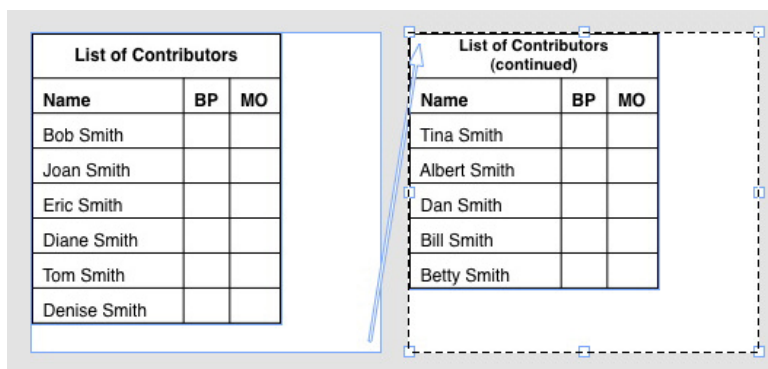 List of Contributors
Name BP MO
Bob Smith
Joan Smith
Eric Smith
Diane Smith
Tom Smith
Denise Smith
List of Contributors
(continued)
Name BP MO
Tina Smith
Albert Smith
Dan Smith
Bill Smith
Betty Smith